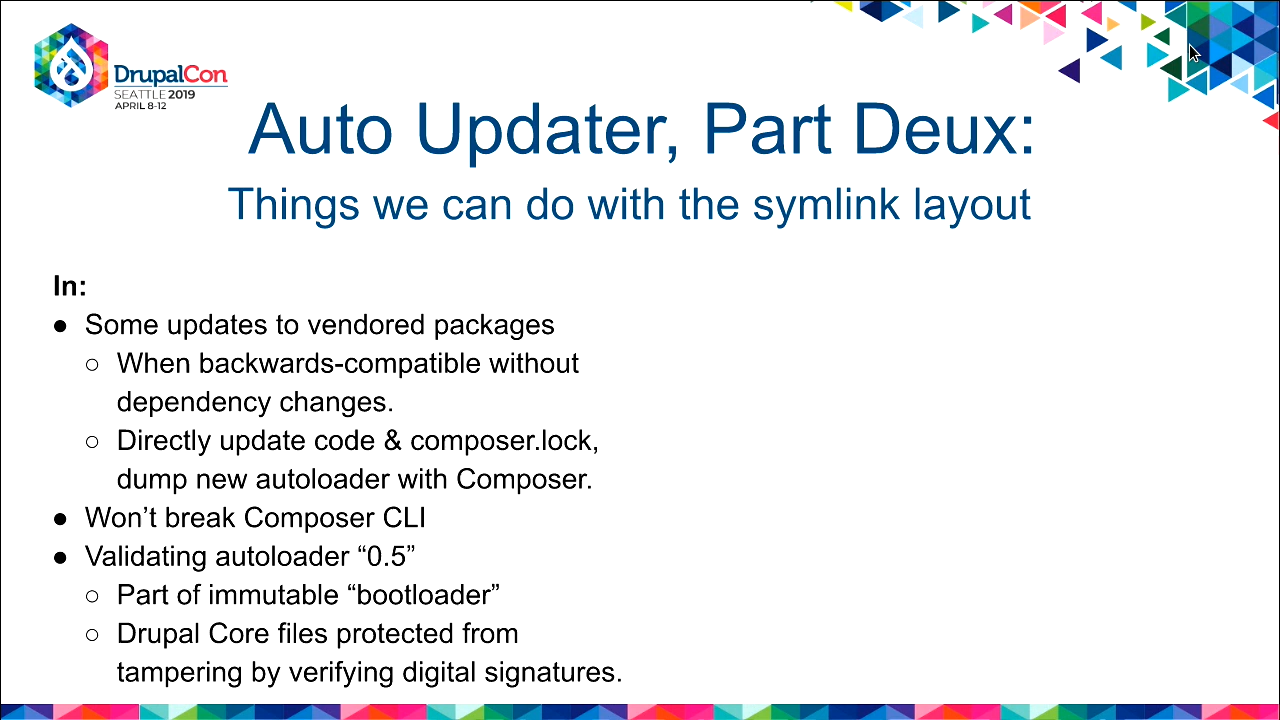 DrupalCon
SEATTLE 2019
APRIL 8-12
Auto Updater, Part Deux:
Things we can do with the symlink layout
In:
● Some updates to vendored packages
○ When backwards-compatible without
dependency changes.
○ Directly update code & composer.lock,
dump new autoloader with Composer.
● Won’t break Composer CLI
● Validating autoloader “0.5”
○ Part of immutable “bootloader”
○ Drupal Core files protected from
tampering by verifying digital signatures.